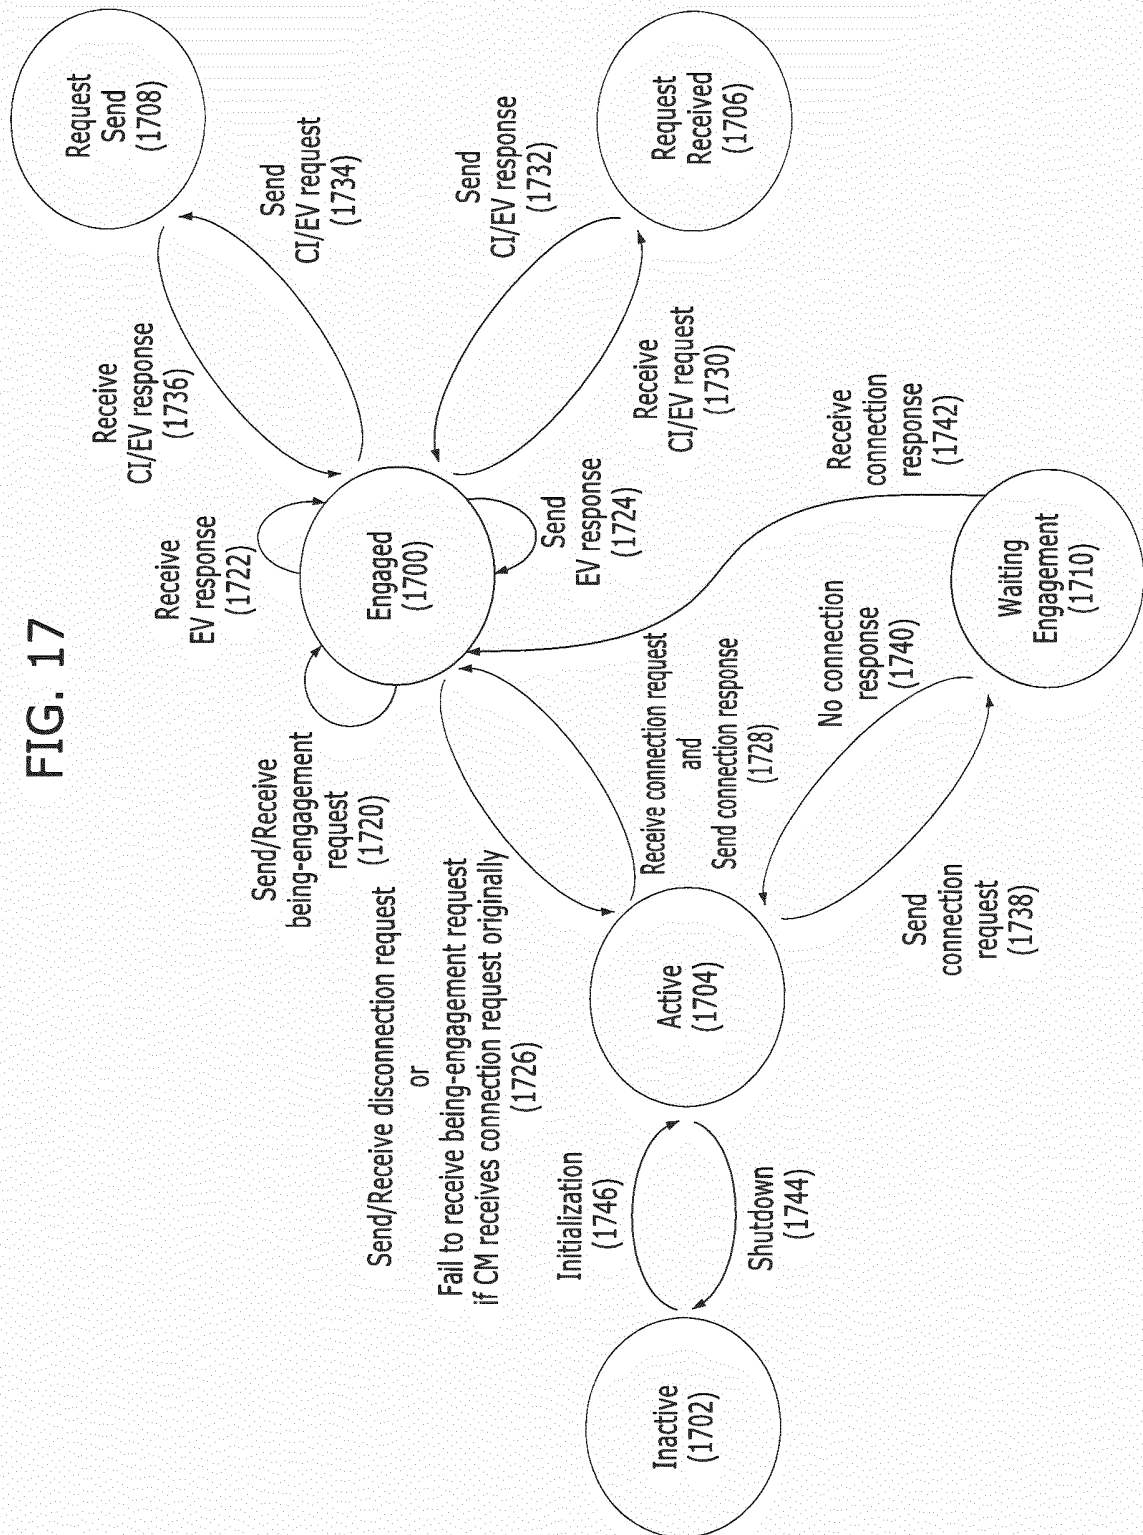 FIG. 17
Request
Send
(1708)
Send
CI/EV request
(1734)
Send
CI/EV response
(1732)
Request
Received
(1706)
Receive
CI/EV response
(1736)
Receive
CI/EV request
(1730)
Receive
EV response
(1722)
Engaged
(1700)
Send
EV response
(1724)
Receive
connection
response
(1742)
Send/Receive
being-engagement
request
(1720)
Receive connection request
and
Send connection response
(1728)
No connection
response
(1740)
Waiting
Engagement
(1710)
Send/Receive disconnection request
or
Fail to receive being-engagement request
if CM receives connection request originally
(1726)
Active
(1704)
Send
connection
request
(1738)
Initialization
(1746)
Shutdown
(1744)
Inactive
(1702)